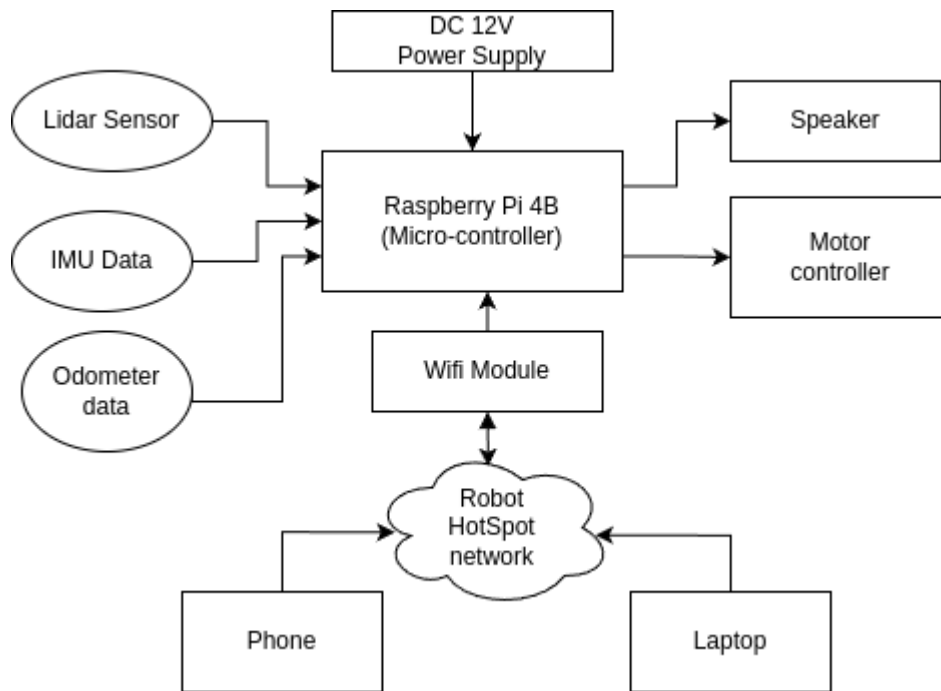 DC 12V
Power Supply
Lidar Sensor
Speaker
Raspberry Pi 4B
(Micro-controller)
IMU Data
Motor
controller
Odometer
data
Wifi Module
Robot
HotSpot
network
Phone
Laptop